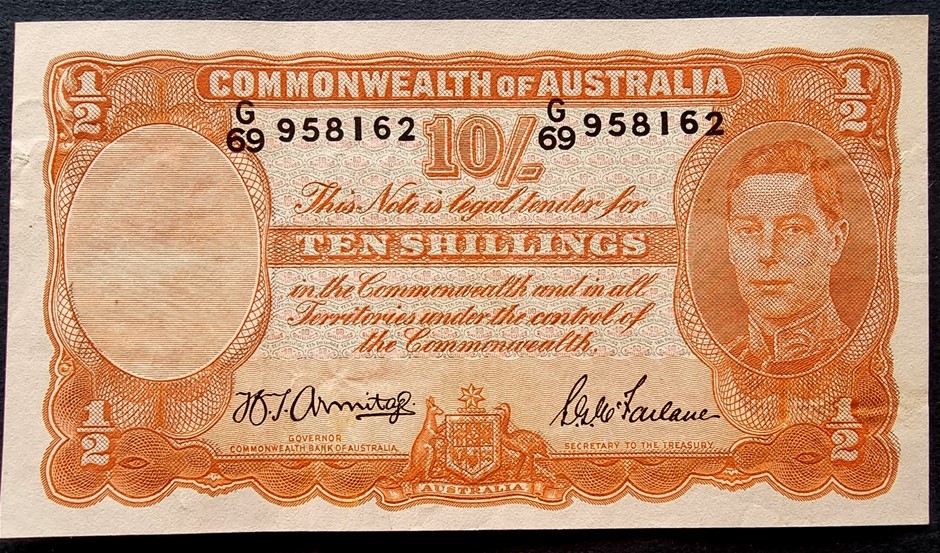 1/2 COMMONWEALTH OF AUSTRALIA 1/2
G/69 958162 G/69 958162
10/-
This Note is legal tender for
TEN SHILLINGS
in the Commonwealth and in all
Territories under the control of
the Commonwealth.
H.T. Armitage S.G. McFarlane
GOVERNOR
COMMONWEALTH BANK OF AUSTRALIA. SECRETARY TO THE TREASURY.
1/2 AUSTRALIA 1/2